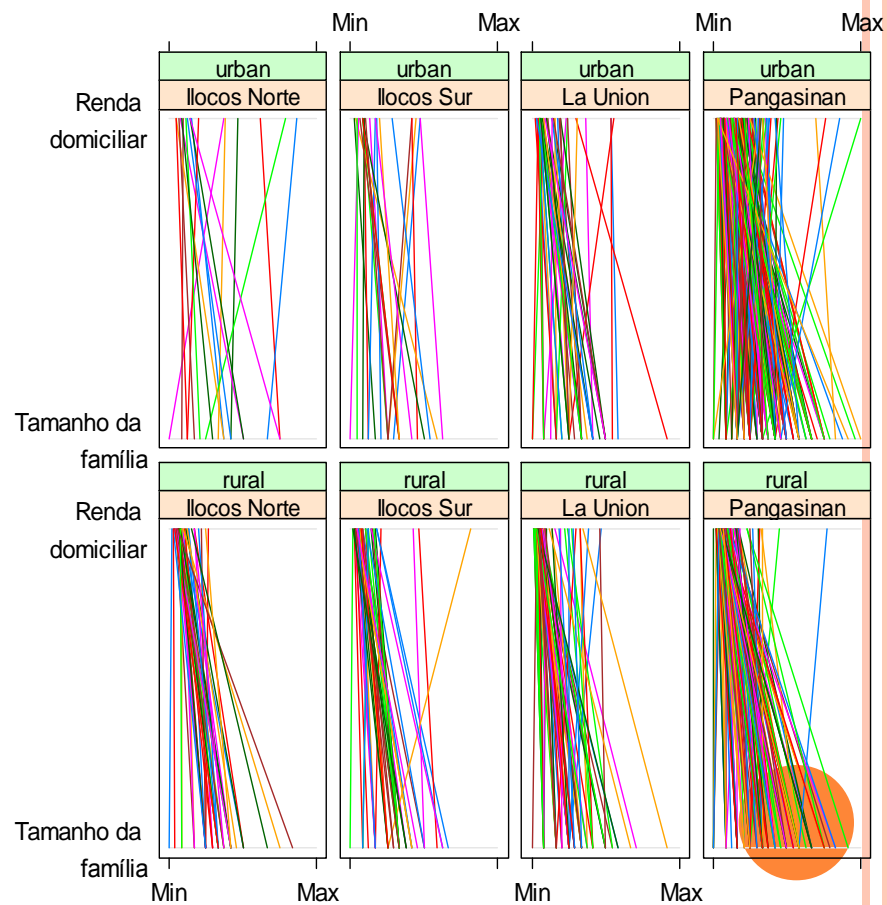 Min Max Min Max
urban urban urban urban
Ilocos Norte Ilocos Sur La Union Pangasinan
Renda
domiciliar
Tamanho da
família
rural rural rural rural
Ilocos Norte Ilocos Sur La Union Pangasinan
Renda
domiciliar
Tamanho da
família
Min Max Min Max